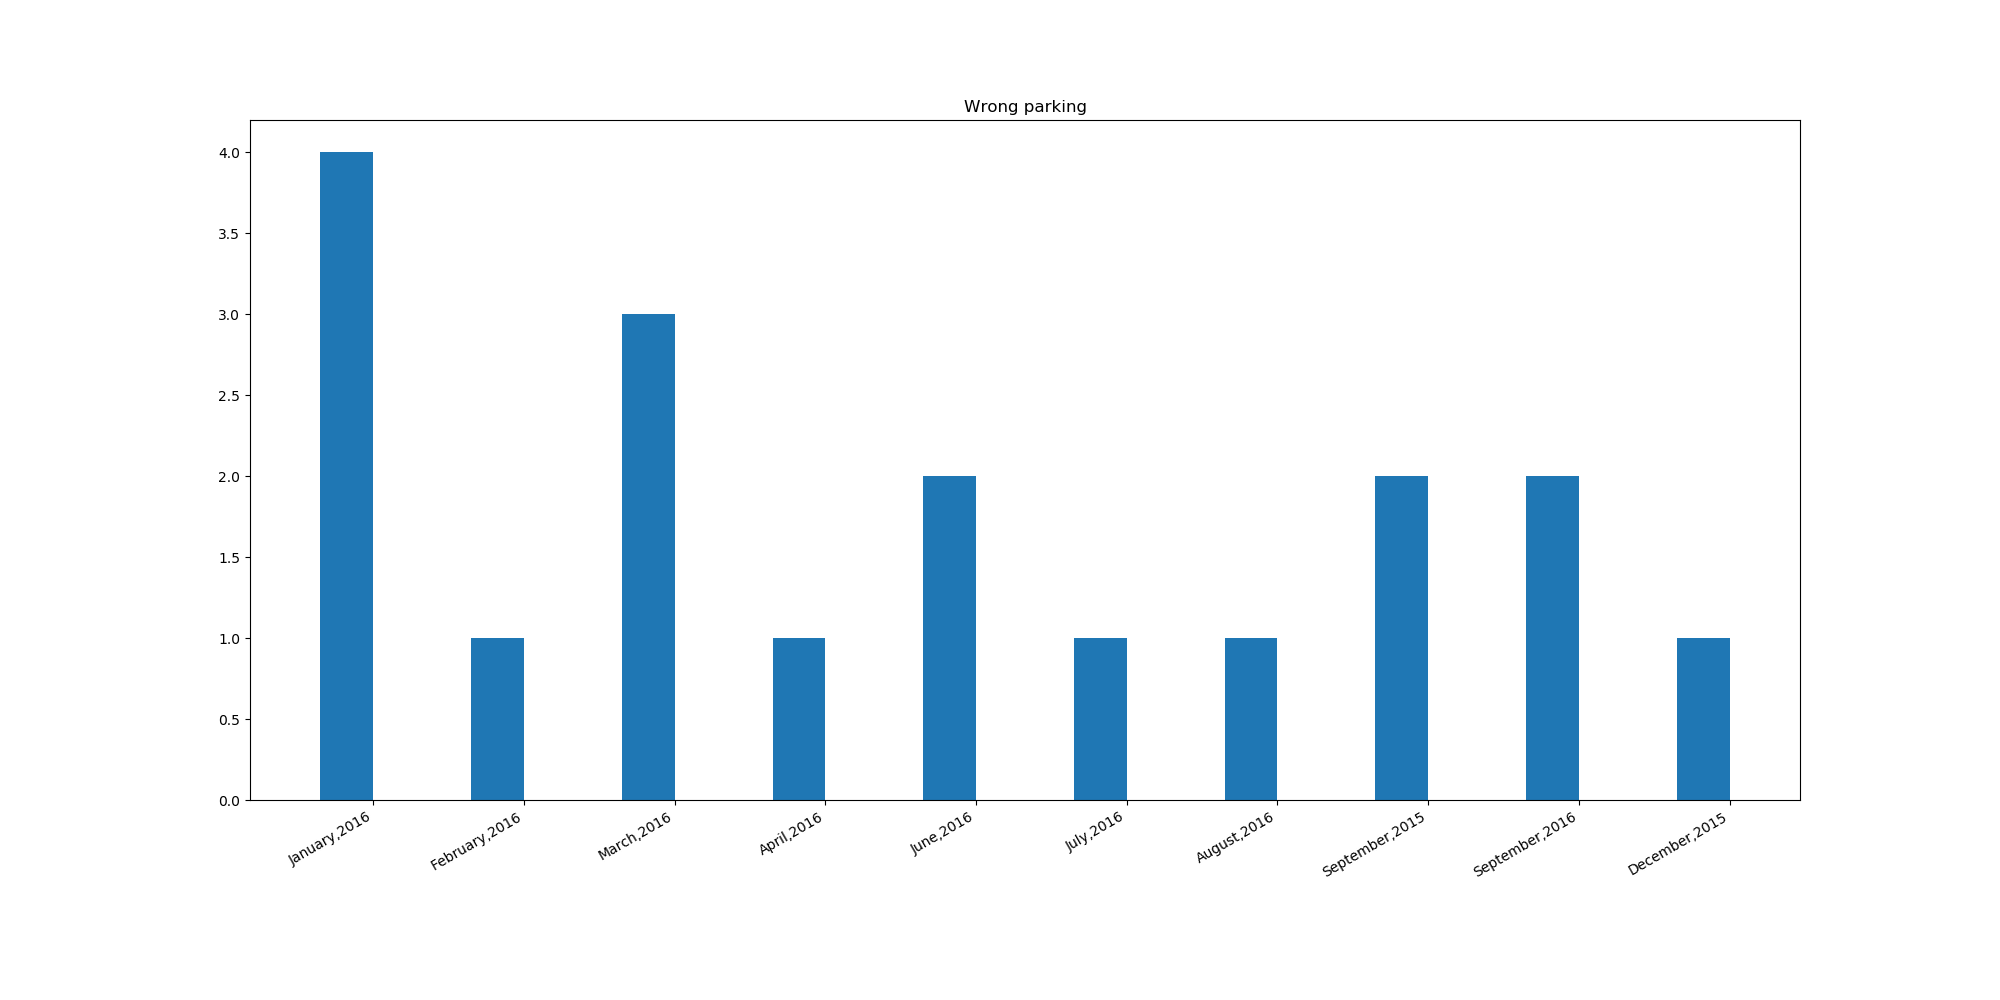 Wrong parking
4.0
3.5
3.0
2.5
2.0
1.5
1.0
0.5
0.0
January,2016
February,2016
March,2016
April,2016
June,2016
July,2016
August,2016
September,2015
September,2016
December,2015